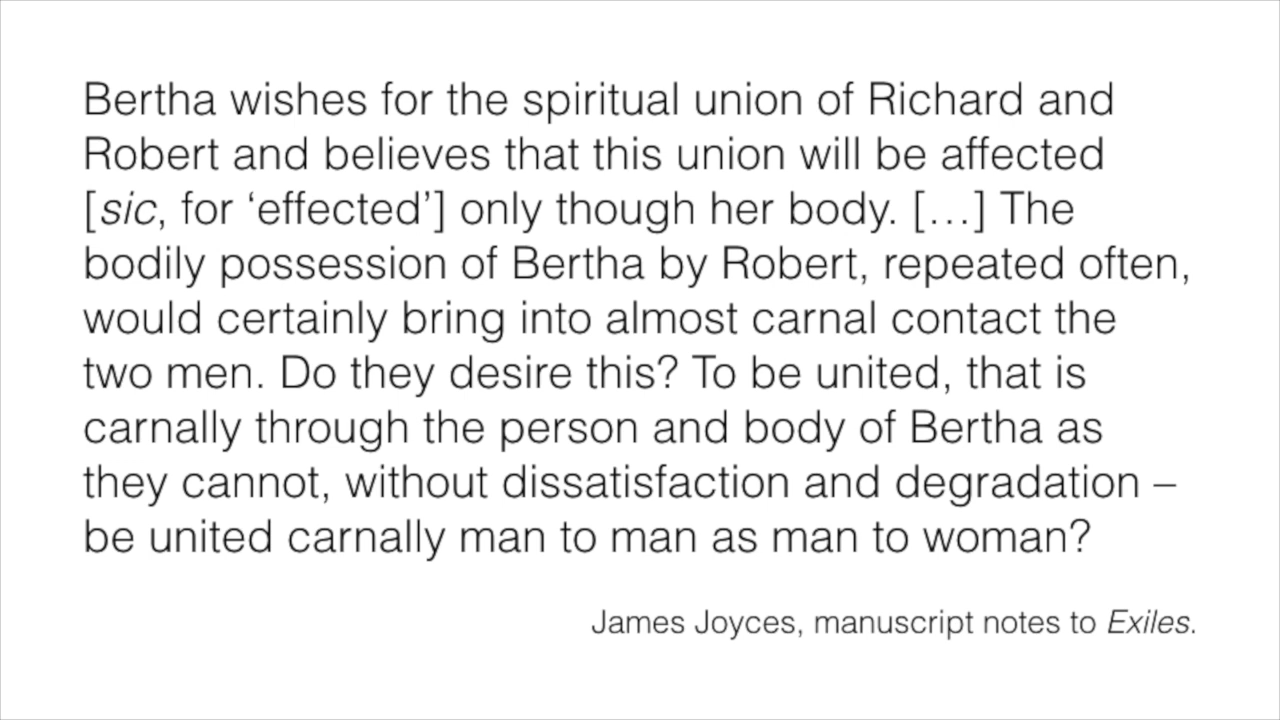 Bertha wishes for the spiritual union of Richard and
Robert and believes that this union will be affected
[sic, for ‘effected’] only though her body. […] The
bodily possession of Bertha by Robert, repeated often,
would certainly bring into almost carnal contact the
two men. Do they desire this? To be united, that is
carnally through the person and body of Bertha as
they cannot, without dissatisfaction and degradation –
be united carnally man to man as man to woman?
James Joyces, manuscript notes to Exiles.